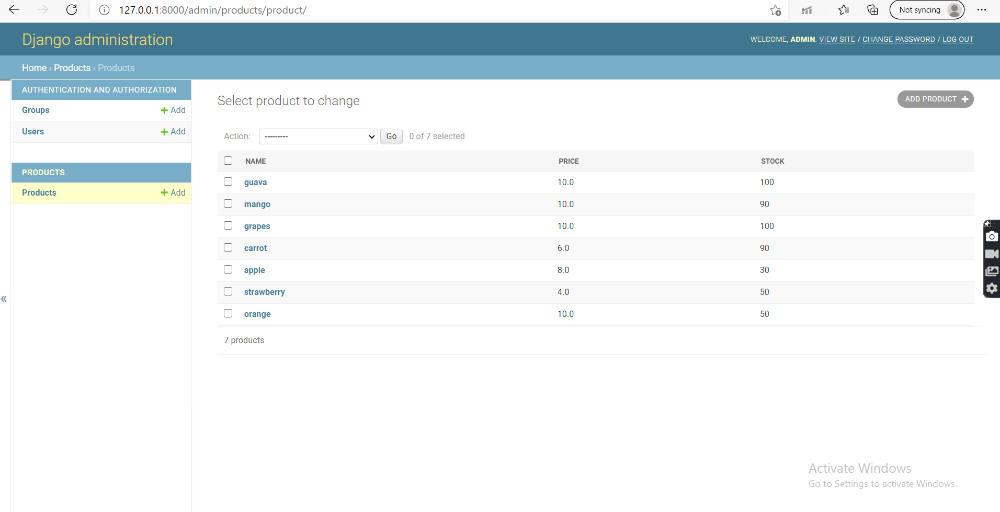 127.0.0.1:8000/admin/products/product/
Not syncing
Django administration
WELCOME, ADMIN. VIEW SITE / CHANGE PASSWORD / LOG OUT
Home › Products › Products
AUTHENTICATION AND AUTHORIZATION
Groups + Add
Users + Add
PRODUCTS
Products + Add
Select product to change
ADD PRODUCT +
Action: --------- Go 0 of 7 selected
NAME PRICE STOCK
guava 10.0 100
mango 10.0 90
grapes 10.0 100
carrot 6.0 90
apple 8.0 30
strawberry 4.0 50
orange 10.0 50
7 products
«
Activate Windows
Go to Settings to activate Windows.